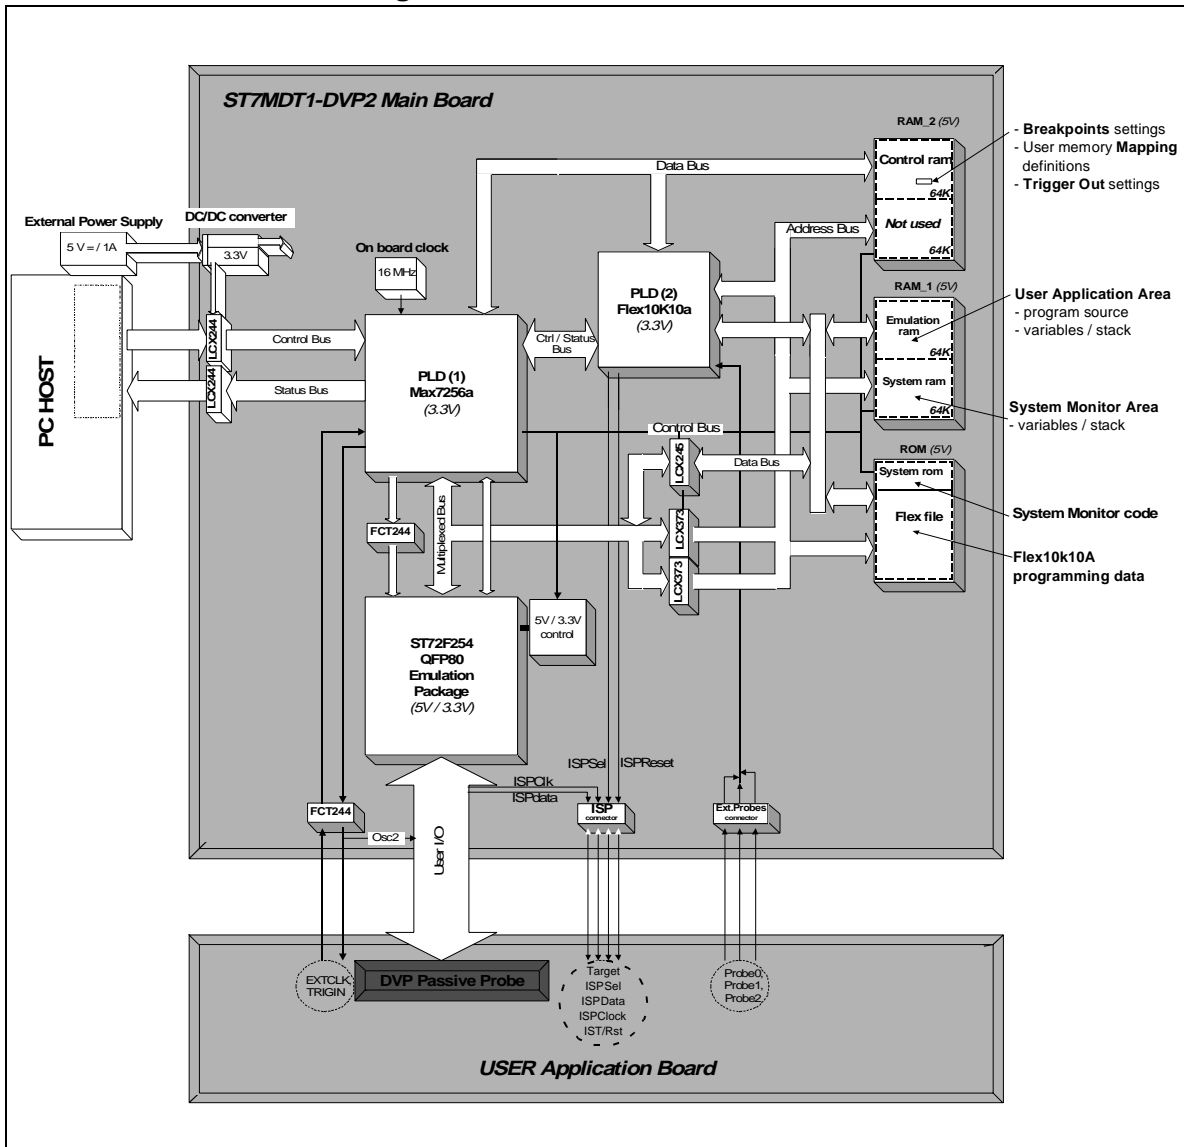 ST7MDT1-DVP2 Main Board
RAM_2 (5V)
- Breakpoints settings
- User memory Mapping
definitions
- Trigger Out settings
Control ram
64K
Not used
64K
Data Bus
Address Bus
External Power Supply
DC/DC converter
5 V = / 1A
3.3V
On board clock
16 MHz
PLD (2)
Flex10K10a
(3.3V)
RAM_1 (5V)
User Application Area
- program source
- variables / stack
Emulation
ram
64K
System ram
64K
System Monitor Area
- variables / stack
PC HOST
LCX244
Control Bus
LCX244
Status Bus
Ctrl / Status
Bus
PLD (1)
Max7256a
(3.3V)
Control Bus
ROM (5V)
LCX245
Data Bus
System rom
System Monitor code
Flex file
Flex10k10A
programming data
FCT244
Multiplexed Bus
LCX373
LCX373
ST72F254
QFP80
Emulation
Package
(5V / 3.3V)
5V / 3.3V
control
ISPSel
ISPReset
ISPClk
ISPdata
FCT244
Osc2
User I/O
ISP
connector
Ext.Probes
connector
EXTCLK,
TRIGIN
DVP Passive Probe
Target
ISPSel
ISPData
ISPClock
IST/Rst
Probe0,
Probe1,
Probe2
USER Application Board